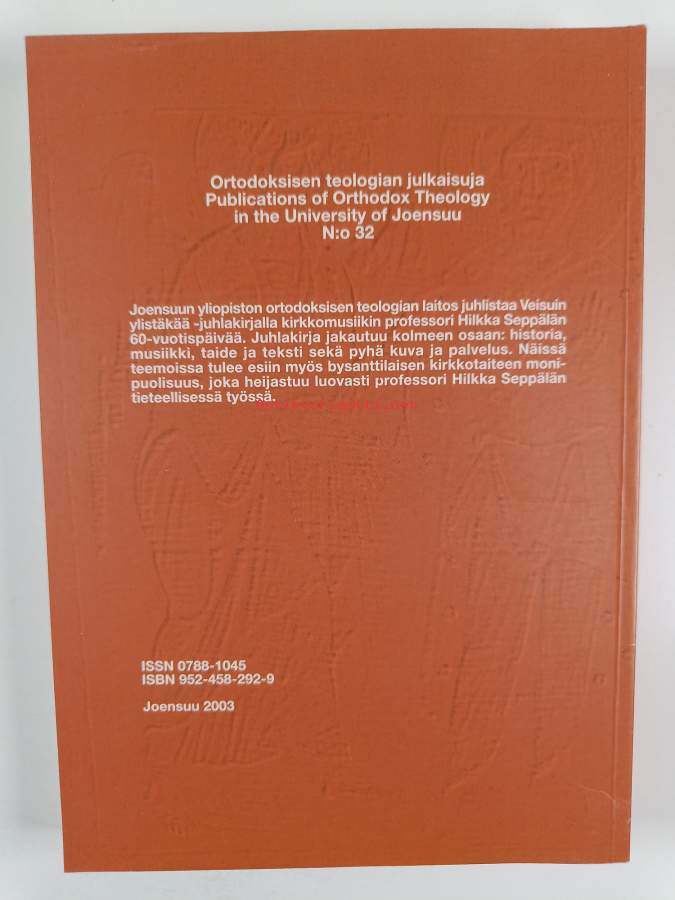 Ortodoksisen teologian julkaisuja
Publications of Orthodox Theology
in the University of Joensuu
N:o 32
Joensuun yliopiston ortodoksisen teologian laitos juhlistaa Veisuin
ylistäkää -juhlakirjalla kirkkomusiikin professori Hilkka Seppälän
60-vuotispäivää. Juhlakirja jakautuu kolmeen osaan: historia,
musiikki, taide ja teksti sekä pyhä kuva ja palvelus. Näissä
teemoissa tulee esiin myös bysanttilaisen kirkkotaiteen moni-
puolisuus, joka heijastuu luovasti professori Hilkka Seppälän
tieteellisessä työssä.
ISSN 0788-1045
ISBN 952-458-292-9
Joensuu 2003